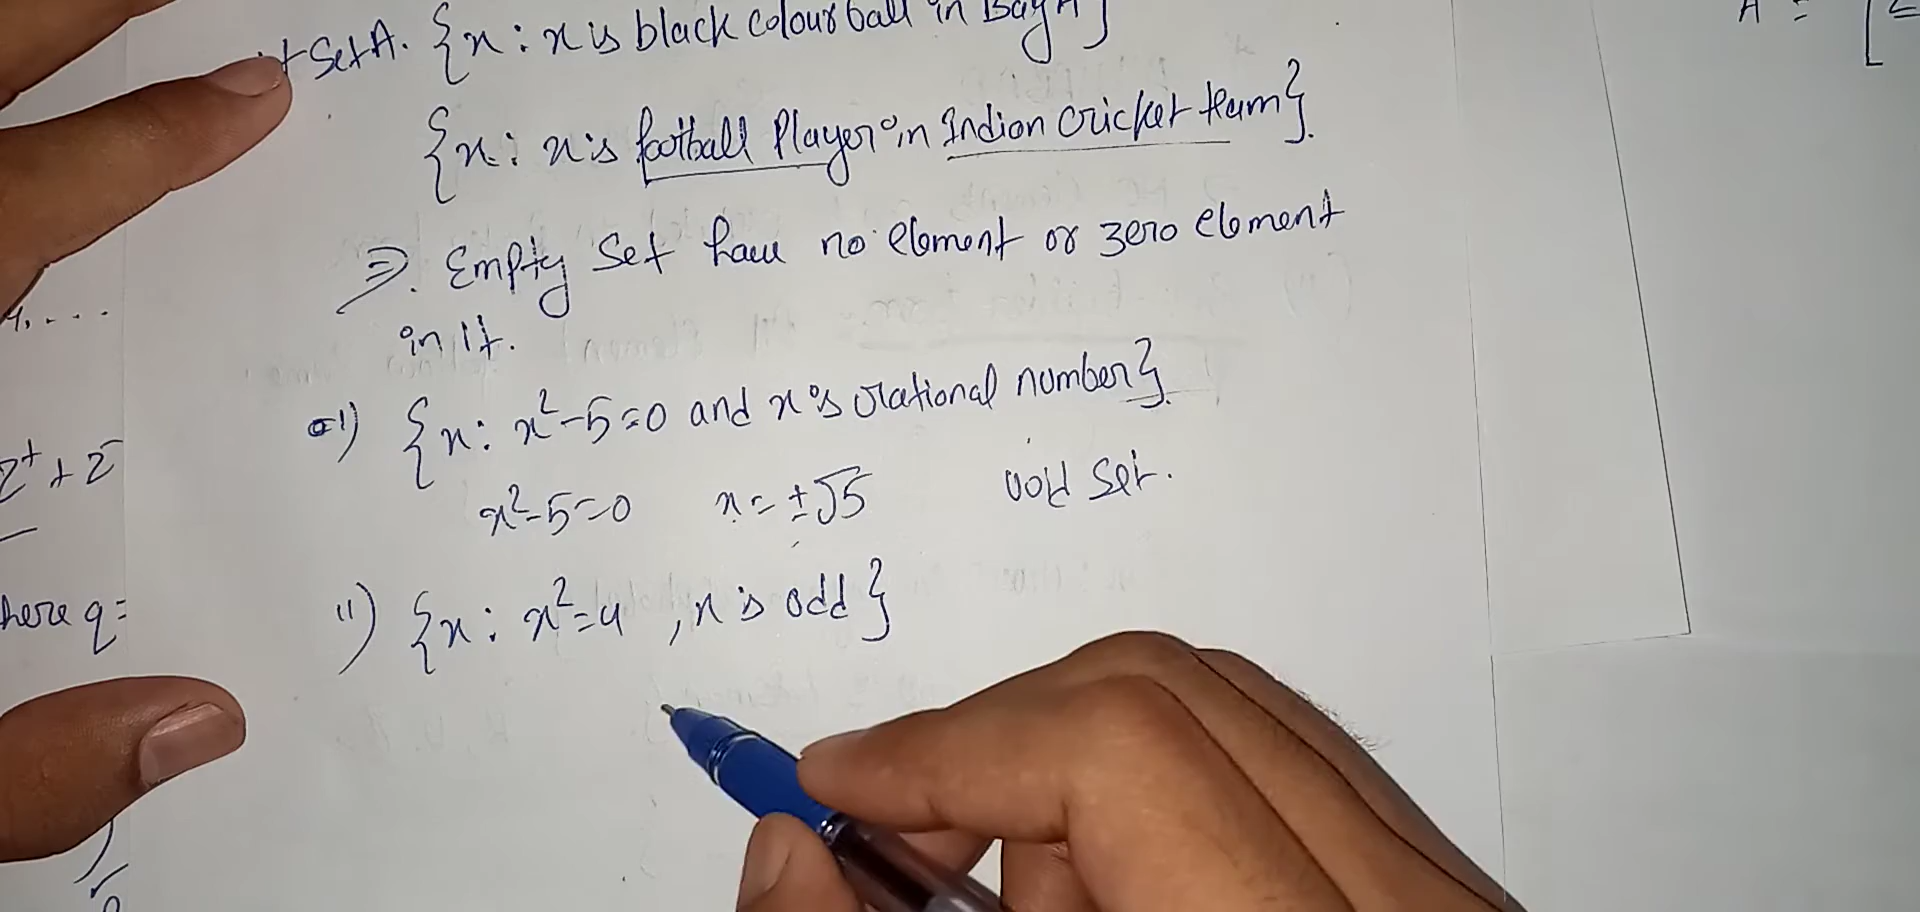 Set A. {x : x is black colour ball in Bag A}
{x : x is football Player in Indian Cricket team}.
⇒. Empty Set have no element or zero element
in it.
i) {x : x²-5=0 and x is rational number}.
x²-5=0 x=±√5 void set.
ii) {x : x²=4 , x is odd}
here q=
A =